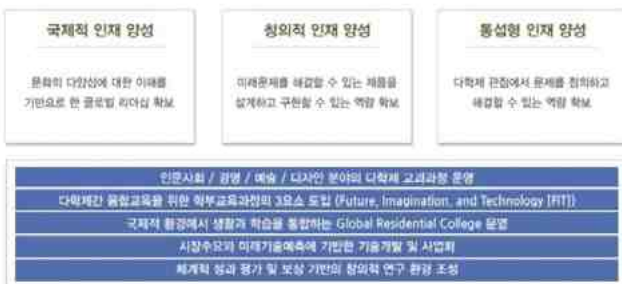 국제적 인재 양성
문화의 다양성에 대한 이해를
기반으로 한 글로벌 리더십 확보
창의적 인재 양성
미래문제를 해결할 수 있는 제품을
설계하고 구현할 수 있는 역량 확보
통섭형 인재 양성
다학제 관점에서 문제를 정의하고
해결할 수 있는 역량 확보
인문사회 / 경영 / 예술 / 디자인 분야의 다학제 교과과정 운영
다학제간 융합교육을 위한 학부교육과정의 3요소 도입 (Future, Imagination, and Technology [FIT])
국제적 환경에서 생활과 학습을 통합하는 Global Residential College 운영
시장수요와 미래기술예측에 기반한 기술개발 및 사업화
체계적 성과 평가 및 보상 기반의 창의적 연구 환경 조성